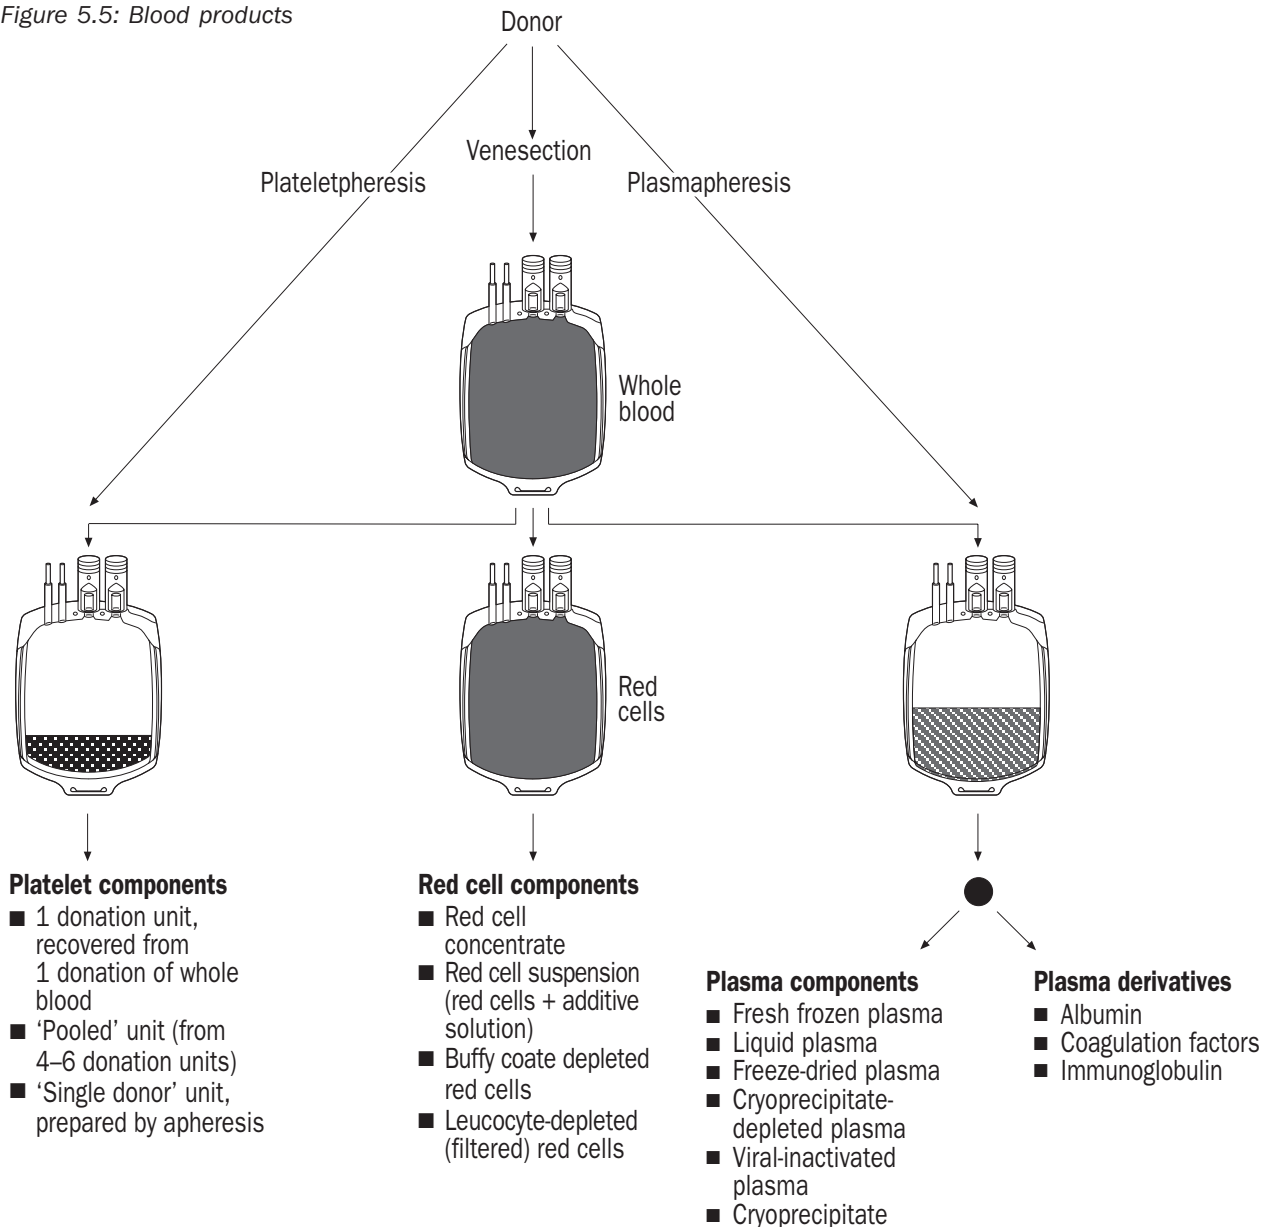 Figure 5.5: Blood products
Donor
Venesection
Plateletpheresis
Plasmapheresis
Whole
blood
Red
cells
Platelet components
■ 1 donation unit,
recovered from
1 donation of whole
blood
■ ‘Pooled’ unit (from
4–6 donation units)
■ ‘Single donor’ unit,
prepared by apheresis
Red cell components
■ Red cell
concentrate
■ Red cell suspension
(red cells + additive
solution)
■ Buffy coate depleted
red cells
■ Leucocyte-depleted
(filtered) red cells
Plasma components
■ Fresh frozen plasma
■ Liquid plasma
■ Freeze-dried plasma
■ Cryoprecipitate-
depleted plasma
■ Viral-inactivated
plasma
■ Cryoprecipitate
Plasma derivatives
■ Albumin
■ Coagulation factors
■ Immunoglobulin